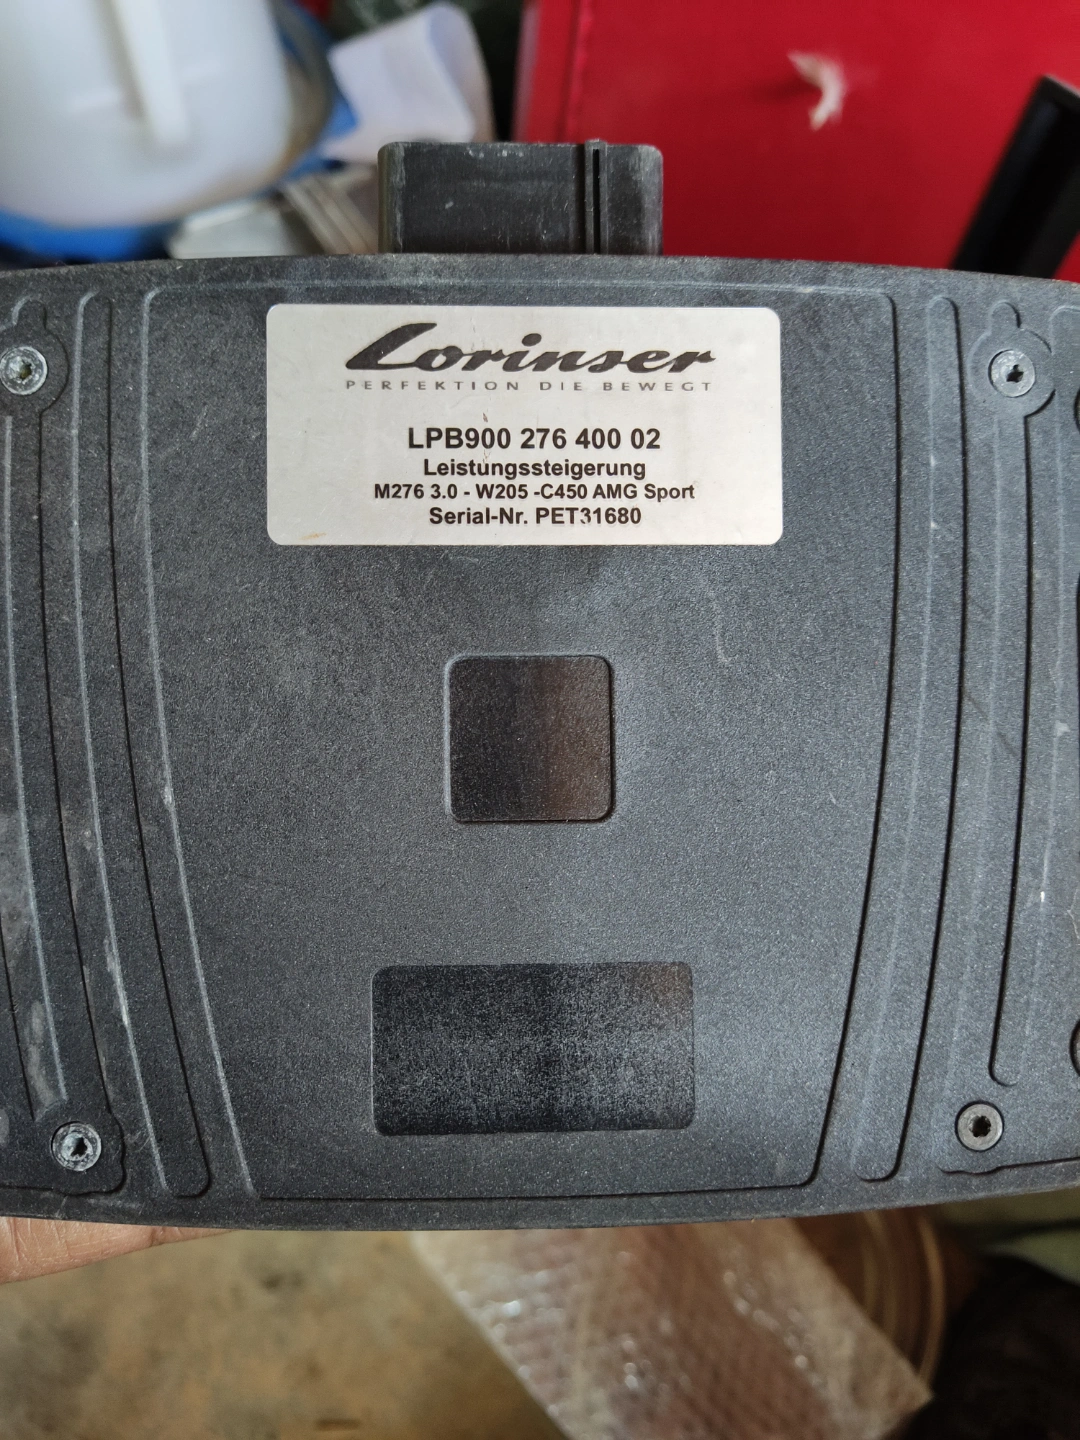 Lorinser
PERFEKTION DIE BEWEGT
LPB900 276 400 02
Leistungssteigerung
M276 3.0 - W205 -C450 AMG Sport
Serial-Nr. PET31680